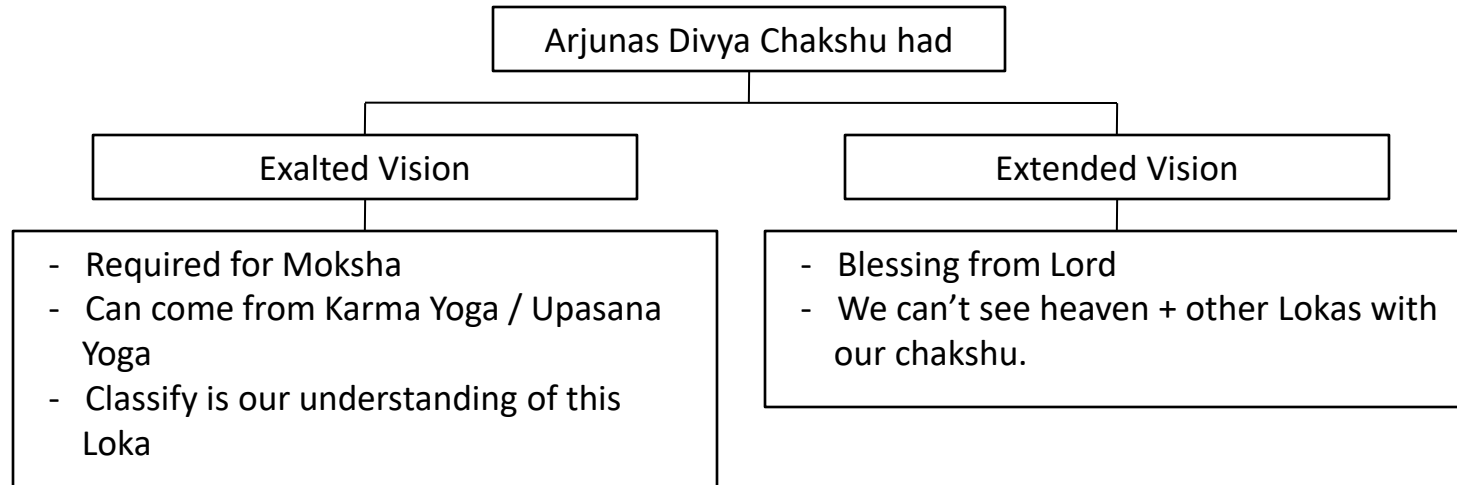 Arjunas Divya Chakshu had
Exalted Vision
- Required for Moksha
- Can come from Karma Yoga / Upasana
Yoga
- Classify is our understanding of this
Loka
Extended Vision
- Blessing from Lord
- We can’t see heaven + other Lokas with
our chakshu.